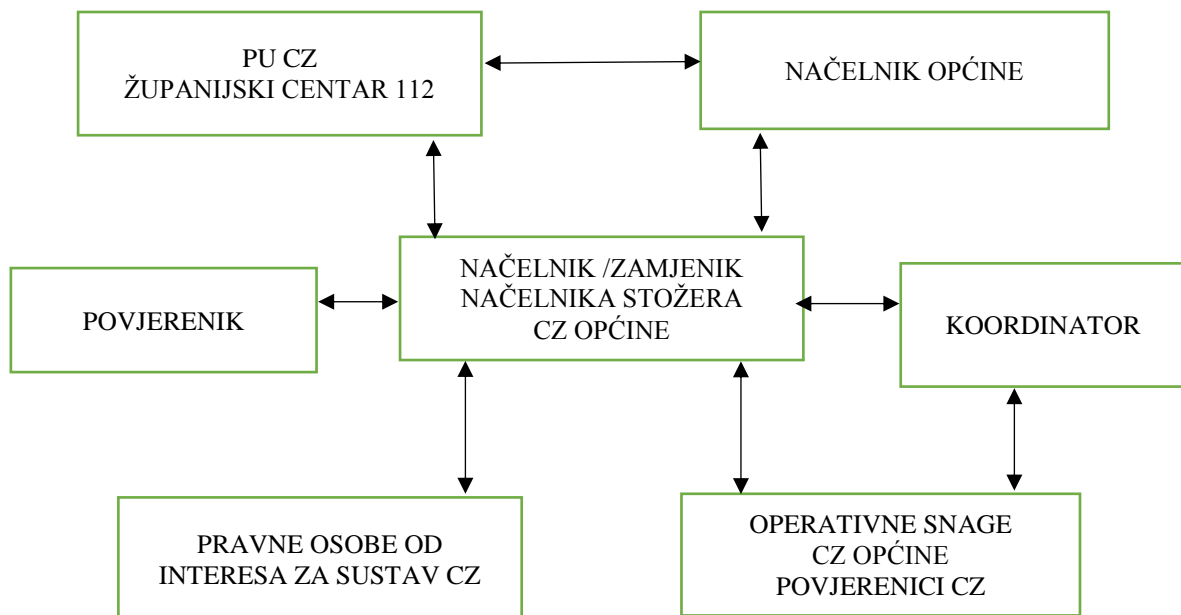 PU CZ
ŽUPANIJSKI CENTAR 112
NAČELNIK OPĆINE
NAČELNIK /ZAMJENIK
NAČELNIKA STOŽERA
CZ OPĆINE
POVJERENIK
KOORDINATOR
PRAVNE OSOBE OD
INTERESA ZA SUSTAV CZ
OPERATIVNE SNAGE
CZ OPĆINE
POVJERENICI CZ